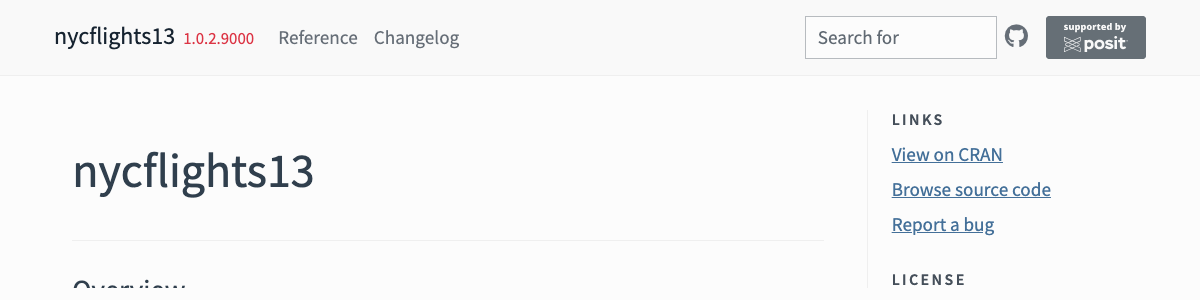 nycflights13 1.0.2.9000 Reference Changelog Search for supported by posit
nycflights13
Overview
LINKS
View on CRAN
Browse source code
Report a bug
LICENSE